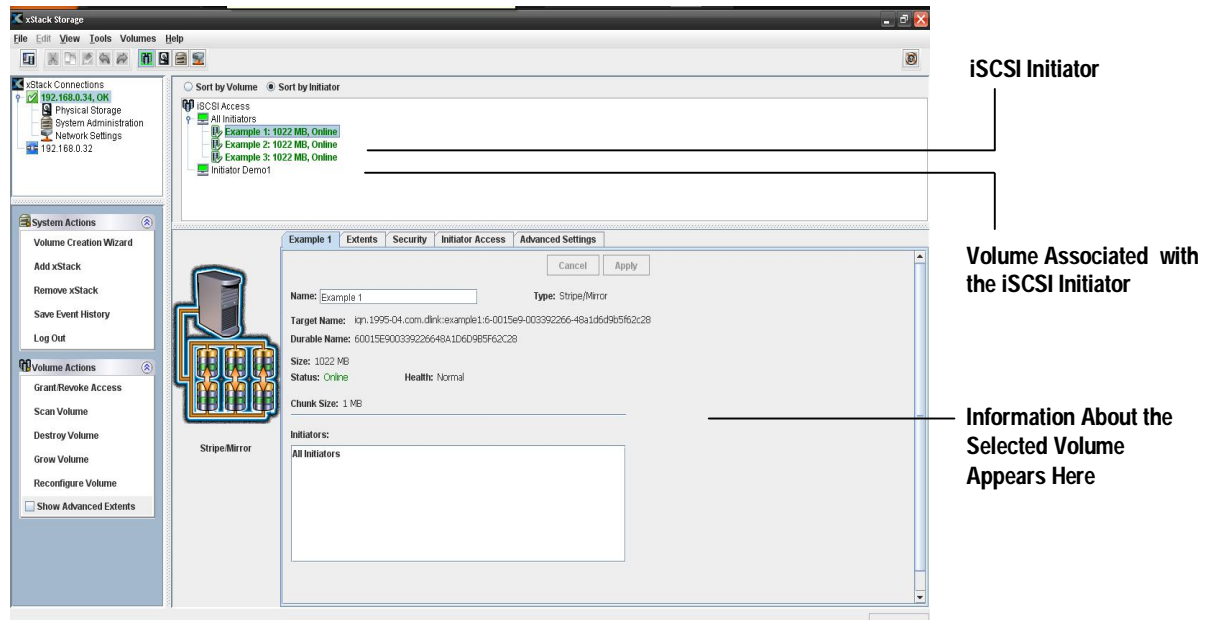 xStack Storage
File Edit View Tools Volumes Help
xStack Connections
192.168.0.34, OK
Physical Storage
System Administration
Network Settings
192.168.0.32
Sort by Volume Sort by Initiator
iSCSI Access
All Initiators
Example 1: 1022 MB, Online
Example 2: 1022 MB, Online
Example 3: 1022 MB, Online
Initiator Demo1
System Actions
Volume Creation Wizard
Add xStack
Remove xStack
Save Event History
Log Out
Volume Actions
Grant/Revoke Access
Scan Volume
Destroy Volume
Grow Volume
Reconfigure Volume
Show Advanced Extents
Stripe/Mirror
Example 1 Extents Security Initiator Access Advanced Settings
Cancel Apply
Name: Example 1 Type: Stripe/Mirror
Target Name: iqn.1995-04.com.dlink:example1:6-0015e9-003392266-48a1d6d9b5f62c28
Durable Name: 60015E900339226648A1D6D9B5F62C28
Size: 1022 MB
Status: Online Health: Normal
Chunk Size: 1 MB
Initiators:
All Initiators
iSCSI Initiator
Volume Associated with
the iSCSI Initiator
Information About the
Selected Volume
Appears Here